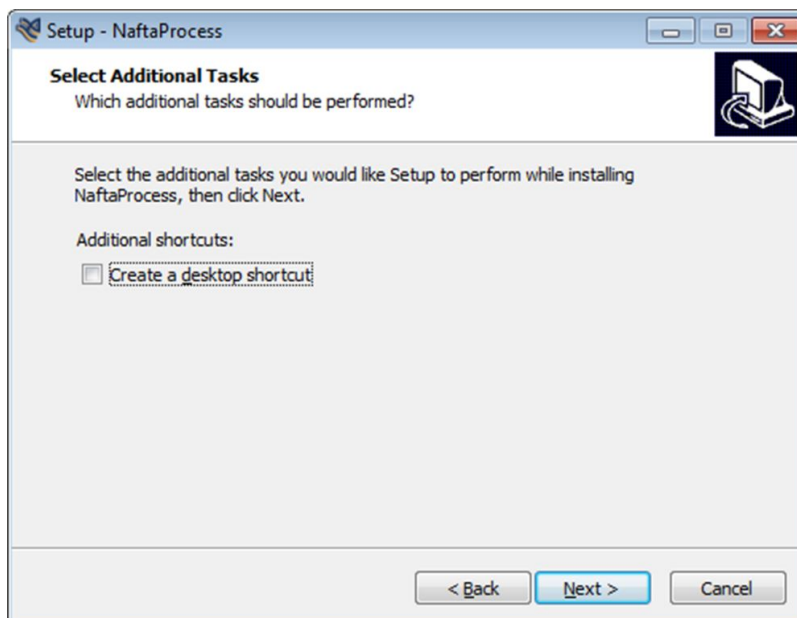 Setup - NaftaProcess
Select Additional Tasks
Which additional tasks should be performed?
Select the additional tasks you would like Setup to perform while installing
NaftaProcess, then click Next.
Additional shortcuts:
Create a desktop shortcut
< Back
Next >
Cancel